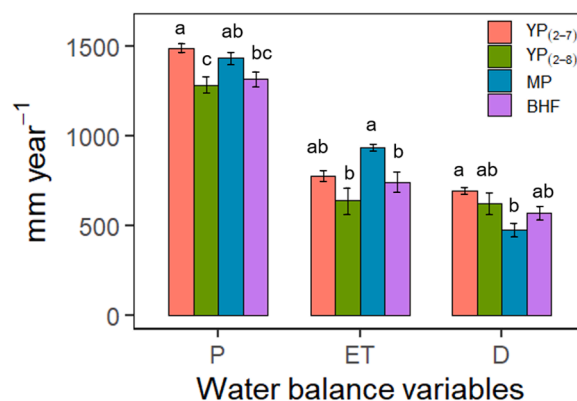 mm year⁻¹
1500
1000
500
0
a c ab bc
ab b a b
a ab b ab
YP(2−7)
YP(2−8)
MP
BHF
P ET D
Water balance variables